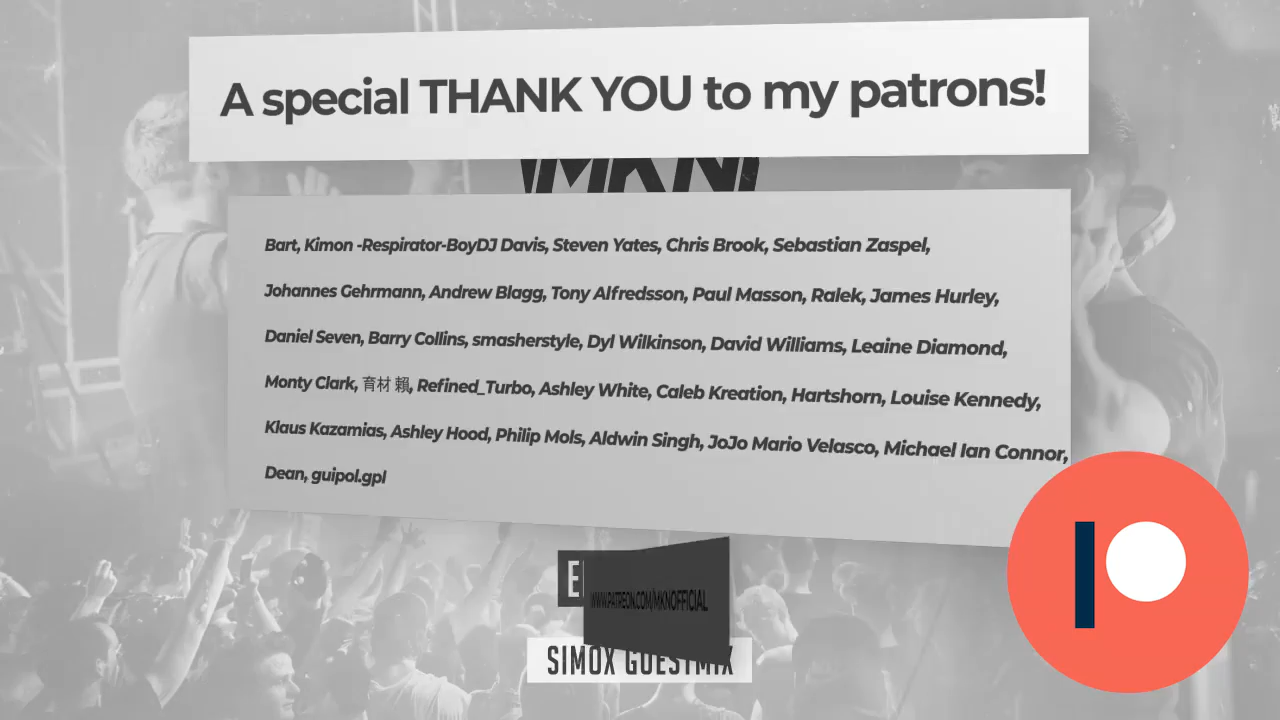 A special THANK YOU to my patrons!
MKN
Bart, Kimon -Respirator-BoyDJ Davis, Steven Yates, Chris Brook, Sebastian Zaspel,
Johannes Gehrmann, Andrew Blagg, Tony Alfredsson, Paul Masson, Ralek, James Hurley,
Daniel Seven, Barry Collins, smasherstyle, Dyl Wilkinson, David Williams, Leaine Diamond,
Monty Clark, 育材 賴, Refined_Turbo, Ashley White, Caleb Kreation, Hartshorn, Louise Kennedy,
Klaus Kazamias, Ashley Hood, Philip Mols, Aldwin Singh, JoJo Mario Velasco, Michael Ian Connor,
Dean, guipol.gpl
WWW.PATREON.COM/MKNOFFICIAL
SIMOX GUESTMIX